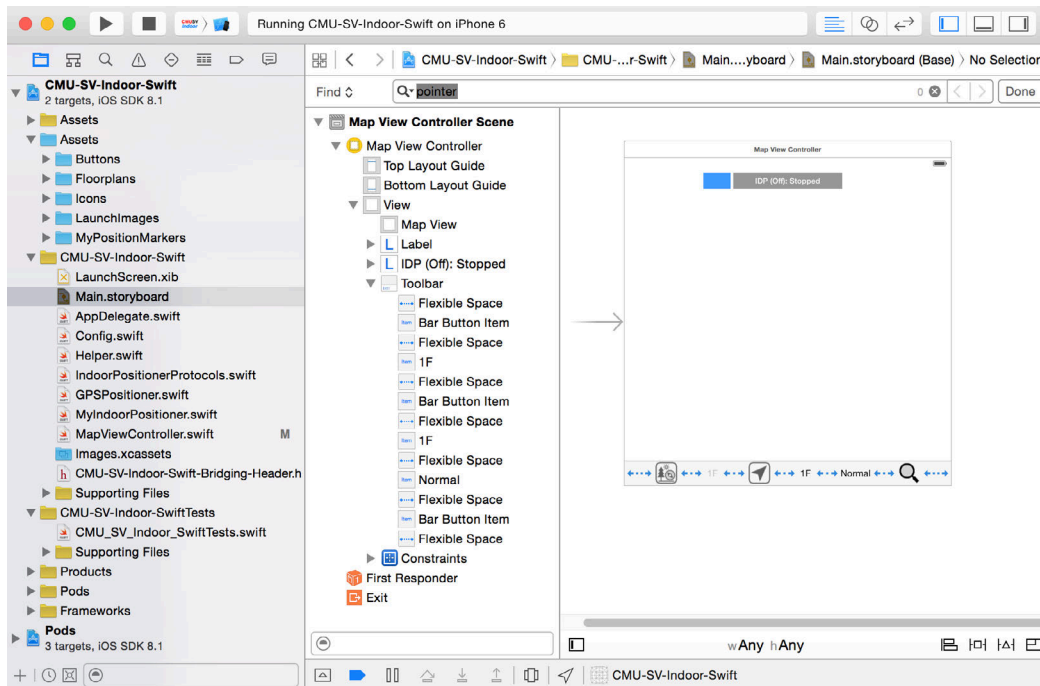 Running CMU-SV-Indoor-Swift on iPhone 6
CMU-SV-Indoor-Swift
CMU-...r-Swift
Main....yboard
Main.storyboard (Base)
No Selection
Find
pointer
0
Done
CMU-SV-Indoor-Swift
2 targets, iOS SDK 8.1
Assets
Assets
Buttons
Floorplans
Icons
LaunchImages
MyPositionMarkers
CMU-SV-Indoor-Swift
LaunchScreen.xib
Main.storyboard
AppDelegate.swift
Config.swift
Helper.swift
IndoorPositionerProtocols.swift
GPSPositioner.swift
MyIndoorPositioner.swift
MapViewController.swift M
Images.xcassets
CMU-SV-Indoor-Swift-Bridging-Header.h
Supporting Files
CMU-SV-Indoor-SwiftTests
CMU_SV_Indoor_SwiftTests.swift
Supporting Files
Products
Pods
Frameworks
Pods
3 targets, iOS SDK 8.1
Map View Controller Scene
Map View Controller
Top Layout Guide
Bottom Layout Guide
View
Map View
L Label
L IDP (Off): Stopped
Toolbar
Flexible Space
Item Bar Button Item
Flexible Space
Item 1F
Flexible Space
Item Bar Button Item
Flexible Space
Item 1F
Flexible Space
Item Normal
Flexible Space
Item Bar Button Item
Flexible Space
Constraints
First Responder
Exit
Map View Controller
IDP (Off): Stopped
1F 1F Normal
wAny hAny
CMU-SV-Indoor-Swift